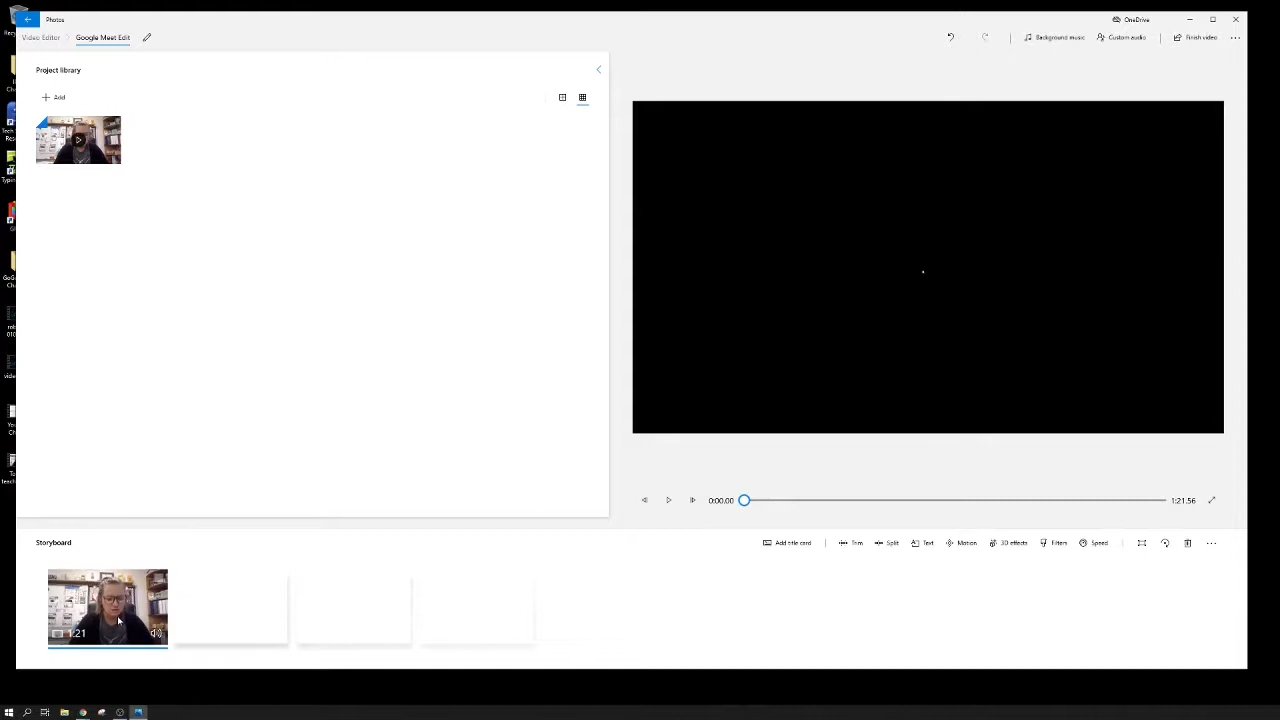 Photos
OneDrive
Video Editor
Google Meet Edit
Background music
Custom audio
Finish video
Project library
Add
0:00.00
1:21.56
Storyboard
Add title card
Trim
Split
Text
Motion
3D effects
Filters
Speed
1:21